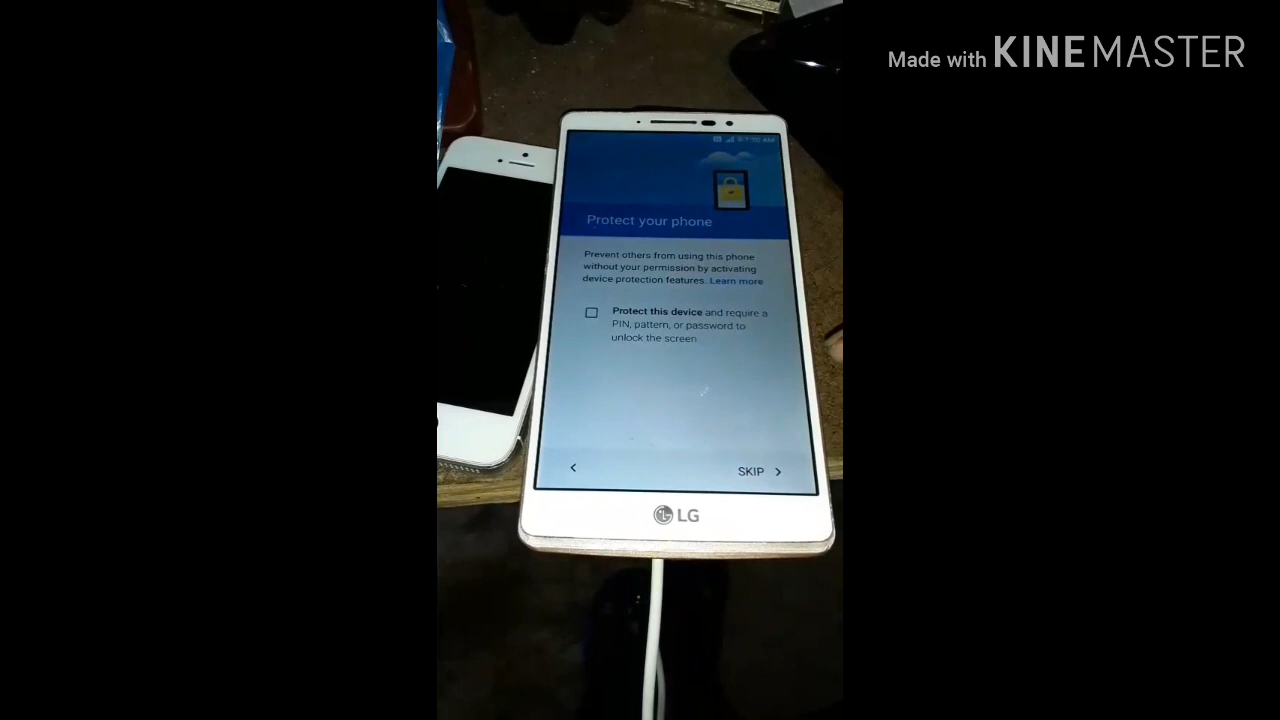 Made with KINEMASTER
Protect your phone
Prevent others from using this phone
without your permission by activating
device protection features. Learn more
Protect this device and require a
PIN, pattern, or password to
unlock the screen
SKIP
LG